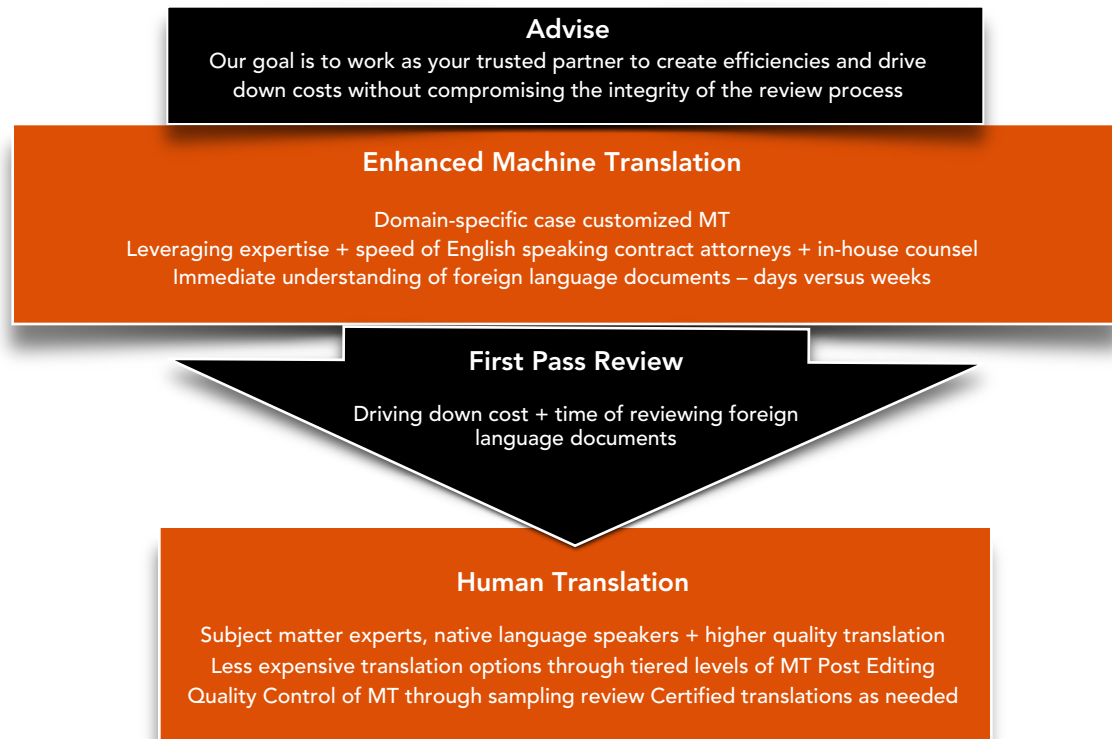 Advise
Our goal is to work as your trusted partner to create efficiencies and drive
down costs without compromising the integrity of the review process
Enhanced Machine Translation
Domain-specific case customized MT
Leveraging expertise + speed of English speaking contract attorneys + in-house counsel
Immediate understanding of foreign language documents – days versus weeks
First Pass Review
Driving down cost + time of reviewing foreign
language documents
Human Translation
Subject matter experts, native language speakers + higher quality translation
Less expensive translation options through tiered levels of MT Post Editing
Quality Control of MT through sampling review Certified translations as needed